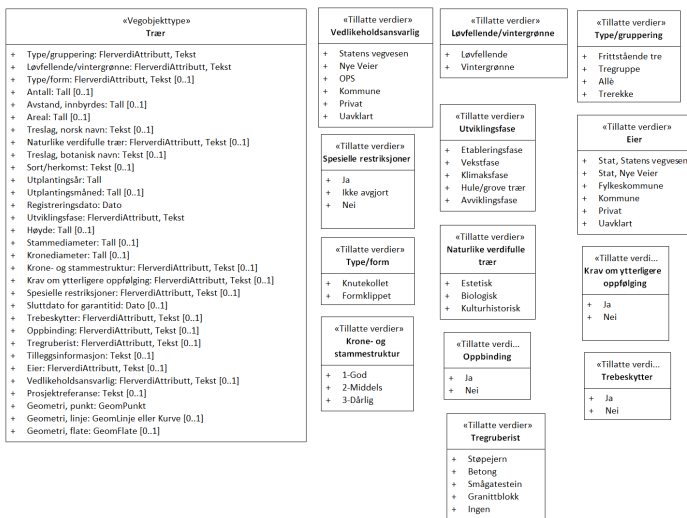 «Vegobjekttype»
Trær
+ Type/gruppering: FlerverdiAttributt, Tekst
+ Løvfellende/vintergrønne: FlerverdiAttributt, Tekst
+ Type/form: FlerverdiAttributt, Tekst [0..1]
+ Antall: Tall [0..1]
+ Avstand, innbyrdes: Tall [0..1]
+ Areal: Tall [0..1]
+ Treslag, norsk navn: Tekst [0..1]
+ Naturlike verdifulle trær: FlerverdiAttributt, Tekst [0..1]
+ Treslag, botanisk navn: Tekst [0..1]
+ Sort/herkomst: Tekst [0..1]
+ Utplantingsår: Tall
+ Utplantingsmåned: Tall [0..1]
+ Registreringsdato: Dato
+ Utviklingsfase: FlerverdiAttributt, Tekst
+ Høyde: Tall [0..1]
+ Stammediameter: Tall [0..1]
+ Kronediameter: Tall [0..1]
+ Krone- og stammestruktur: FlerverdiAttributt, Tekst [0..1]
+ Krav om ytterligere oppfølging: FlerverdiAttributt, Tekst [0..1]
+ Spesielle restriksjoner: FlerverdiAttributt, Tekst [0..1]
+ Sluttdato for garantitid: Dato [0..1]
+ Trebeskytter: FlerverdiAttributt, Tekst [0..1]
+ Oppbinding: FlerverdiAttributt, Tekst [0..1]
+ Tregruberist: FlerverdiAttributt, Tekst [0..1]
+ Tilleggsinformasjon: Tekst [0..1]
+ Eier: FlerverdiAttributt, Tekst [0..1]
+ Vedlikeholdsansvarlig: FlerverdiAttributt, Tekst [0..1]
+ Prosjektreferanse: Tekst [0..1]
+ Geometri, punkt: GeomPunkt
+ Geometri, linje: GeomLinje eller Kurve [0..1]
+ Geometri, flate: GeomFlate [0..1]
«Tillatte verdier»
Vedlikeholdsansvarlig
+ Statens vegvesen
+ Nye Veier
+ OPS
+ Kommune
+ Privat
+ Uavklart
«Tillatte verdier»
Spesielle restriksjoner
+ Ja
+ Ikke avgjort
+ Nei
«Tillatte verdier»
Type/form
+ Knutekollet
+ Formklippet
«Tillatte verdier»
Krone- og
stammestruktur
+ 1-God
+ 2-Middels
+ 3-Dårlig
«Tillatte verdier»
Løvfellende/vintergrønne
+ Løvfellende
+ Vintergrønne
«Tillatte verdier»
Utviklingsfase
+ Etableringsfase
+ Vekstfase
+ Klimaksfase
+ Hule/grove trær
+ Avviklingsfase
«Tillatte verdier»
Naturlike verdifulle
trær
+ Estetisk
+ Biologisk
+ Kulturhistorisk
«Tillatte verdi...
Oppbinding
+ Ja
+ Nei
«Tillatte verdier»
Tregruberist
+ Støpejern
+ Betong
+ Smågatestein
+ Granittblokk
+ Ingen
«Tillatte verdier»
Type/gruppering
+ Frittstående tre
+ Tregruppe
+ Allè
+ Trerekke
«Tillatte verdier»
Eier
+ Stat, Statens vegvesen
+ Stat, Nye Veier
+ Fylkeskommune
+ Kommune
+ Privat
+ Uavklart
«Tillatte verdi...
Krav om ytterligere
oppfølging
+ Ja
+ Nei
«Tillatte verdi...
Trebeskytter
+ Ja
+ Nei